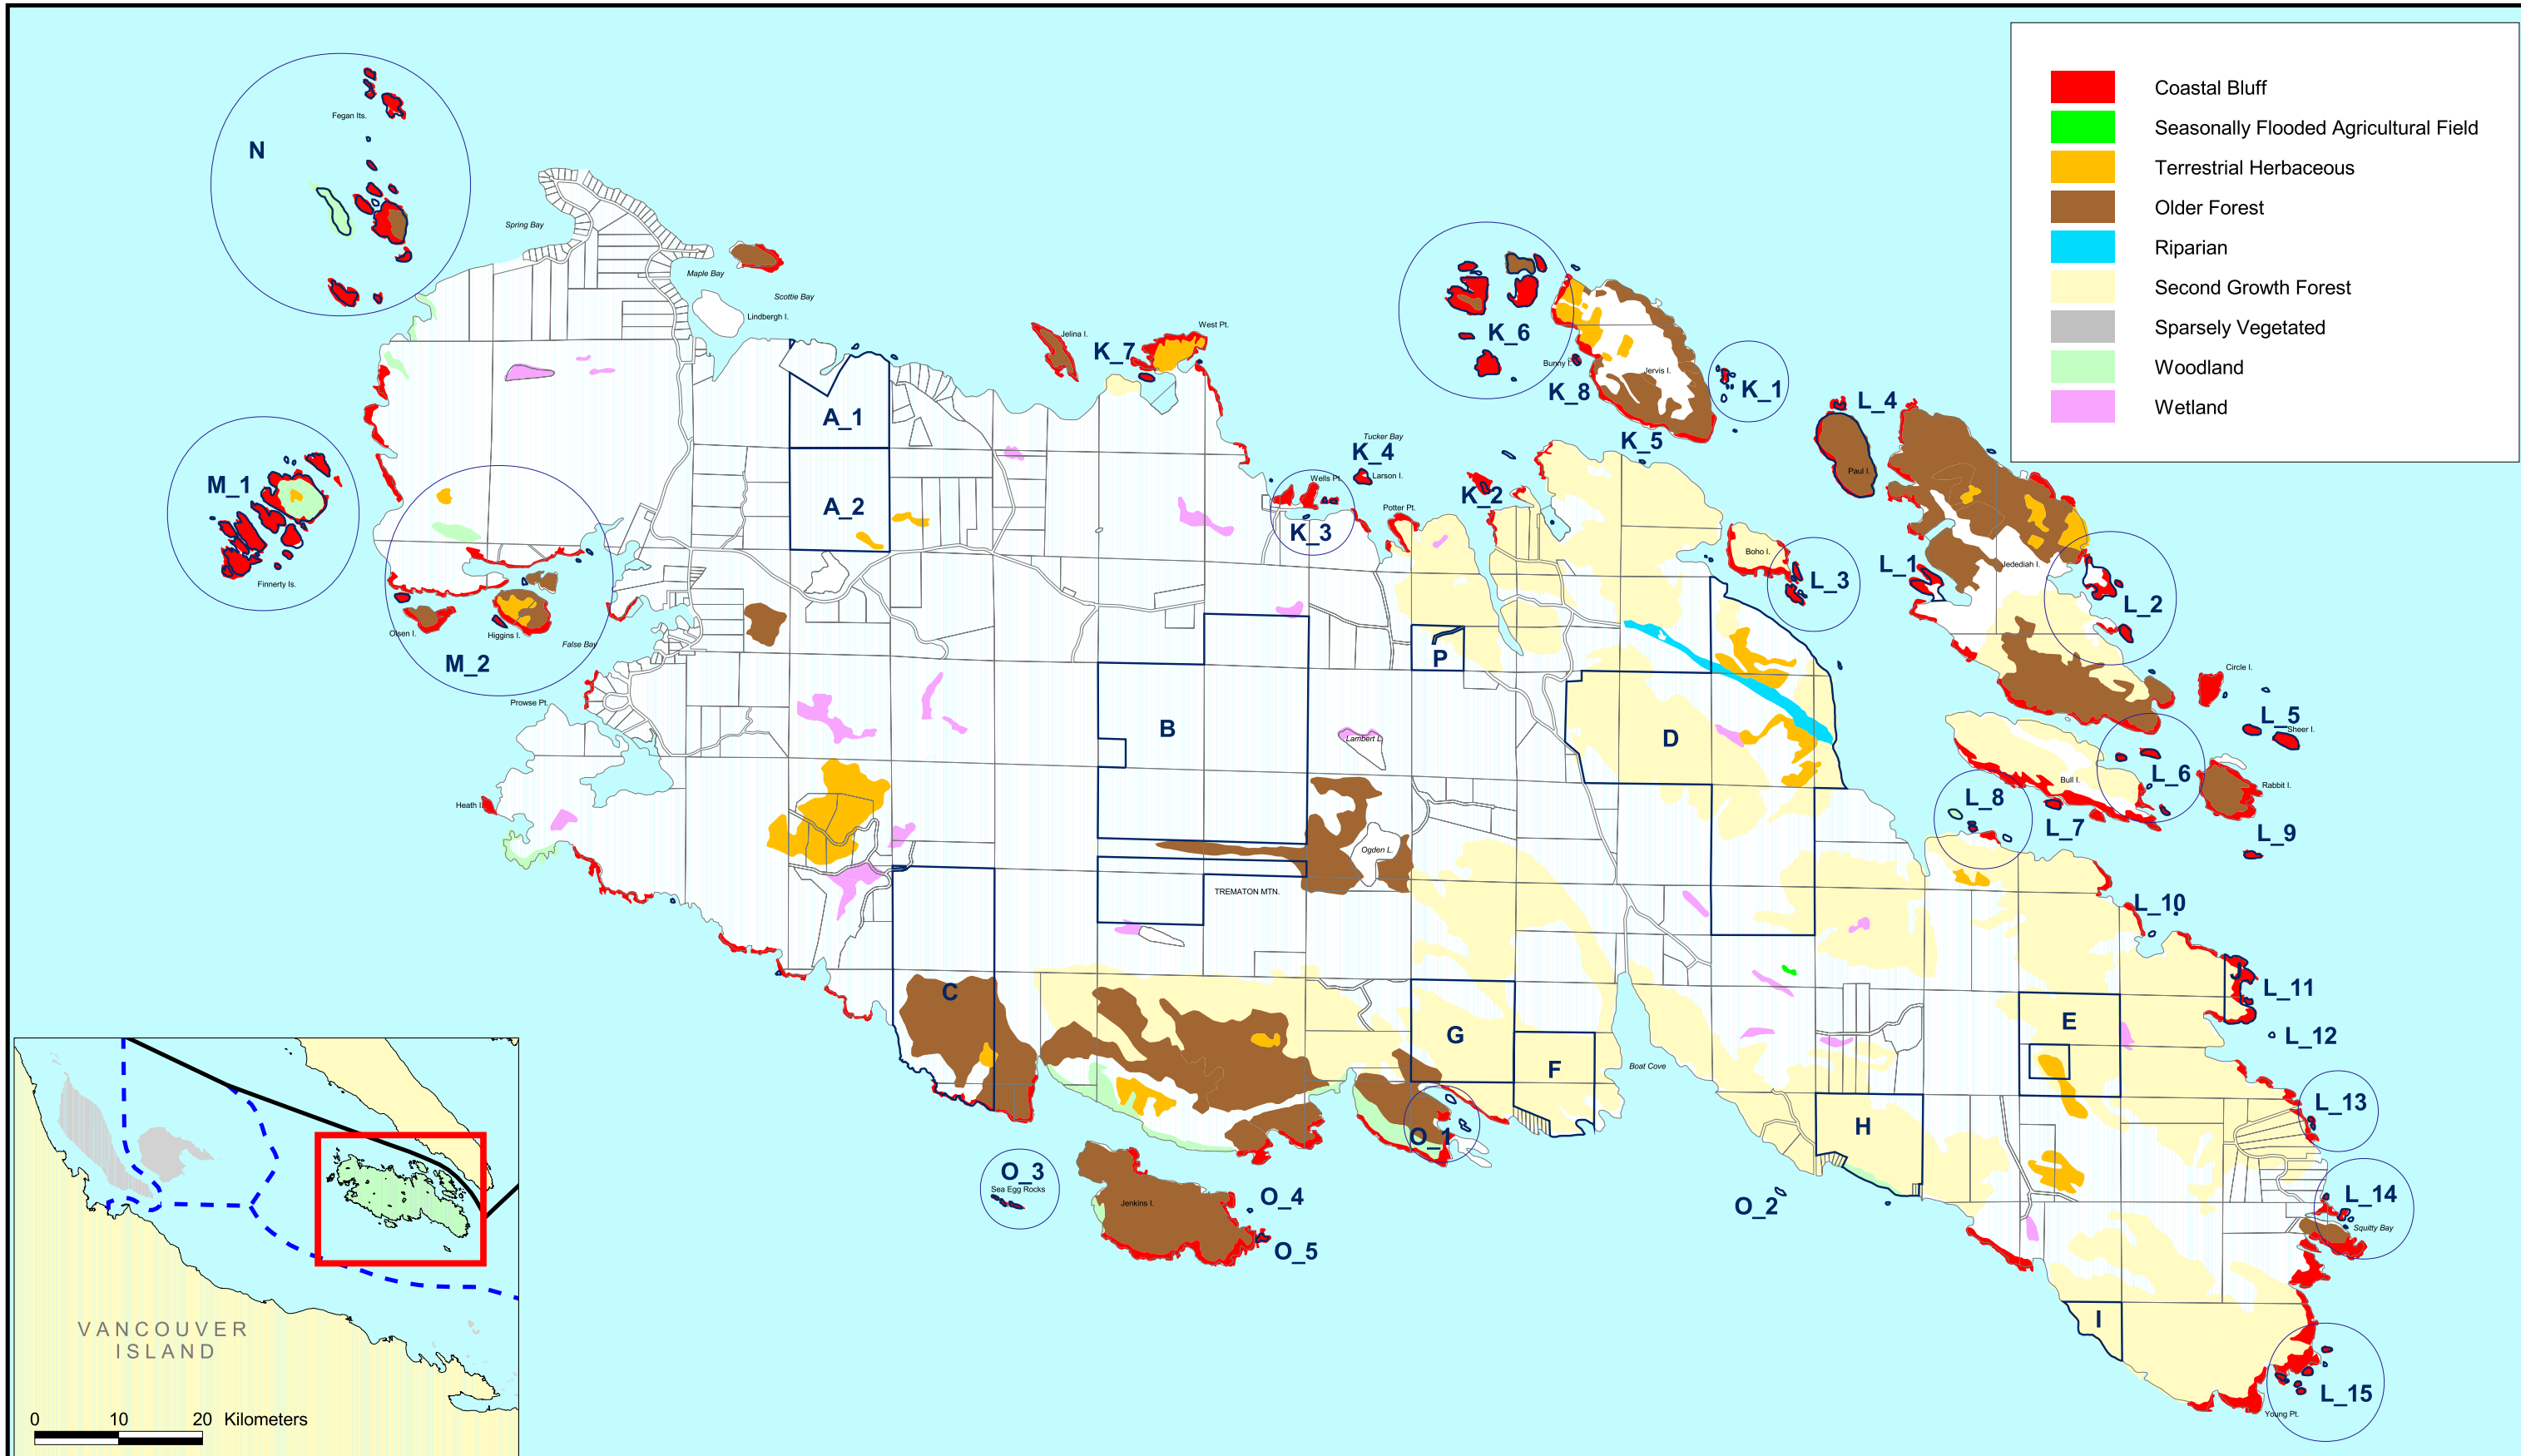 Coastal Bluff
Seasonally Flooded Agricultural Field
Terrestrial Herbaceous
Older Forest
Riparian
Second Growth Forest
Sparsely Vegetated
Woodland
Wetland
Fegan Its.
N
Spring Bay
Maple Bay
Scottie Bay
Lindbergh I.
Jelina I.
West Pt.
K_7
K_6
Bunny I.
K_8
Jervis I.
K_1
K_5
A_1
A_2
Tucker Bay
K_4
Larson I.
Wells Pt.
K_3
Potter Pt.
K_2
L_4
Paul I.
M_1
Finnerty Is.
Olsen I.
Higgins I.
False Bay
M_2
Prowse Pt.
Heath I.
Boho I.
L_3
L_1
Jedediah I.
L_2
Circle I.
L_5
Sheer I.
L_6
Bull I.
Rabbit I.
L_7
L_8
L_9
P
B
D
Lambert L.
Ogden L.
TREMATON MTN.
L_10
J
L_11
L_12
C
G
F
E
H
Boat Cove
L_13
L_14
Squitty Bay
O_1
O_2
O_3
Sea Egg Rocks
Jenkins I.
O_4
O_5
I
L_15
Young Pt.
VANCOUVER
ISLAND
0 10 20 Kilometers